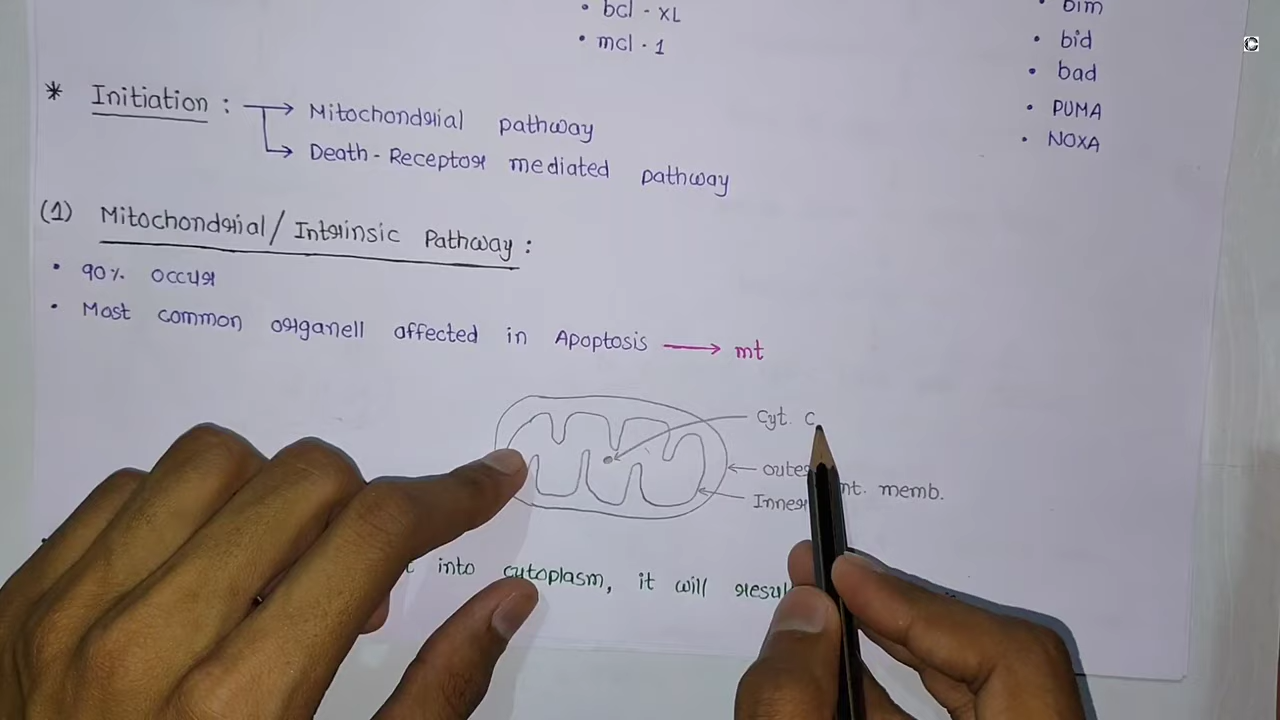 • bcl - XL
• mcl - 1
• bim
• bid
• bad
• PUMA
• NOXA
* Initiation : → Mitochondrial pathway
→ Death - Receptor mediated pathway
(1) Mitochondrial / Intrinsic Pathway :
• 90% occur
• Most common organell affected in Apoptosis → mt
Cyt. C
Inner
mt. memb.
into cytoplasm, it will